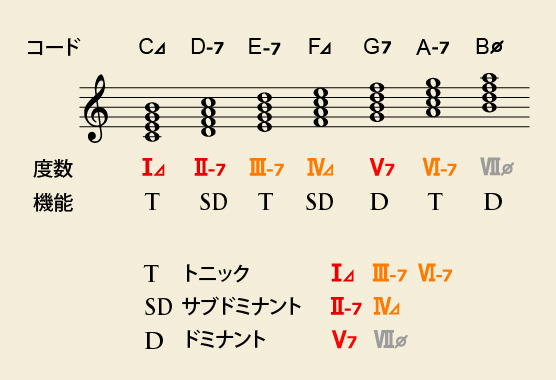 コード C⊿ D-7 E-7 F⊿ G7 A-7 Bø
度数 Ⅰ⊿ Ⅱ-7 Ⅲ-7 Ⅳ⊿ Ⅴ7 Ⅵ-7 Ⅶø
機能 T SD T SD D T D
T トニック Ⅰ⊿ Ⅲ-7 Ⅵ-7
SD サブドミナント Ⅱ-7 Ⅳ⊿
D ドミナント Ⅴ7 Ⅶø